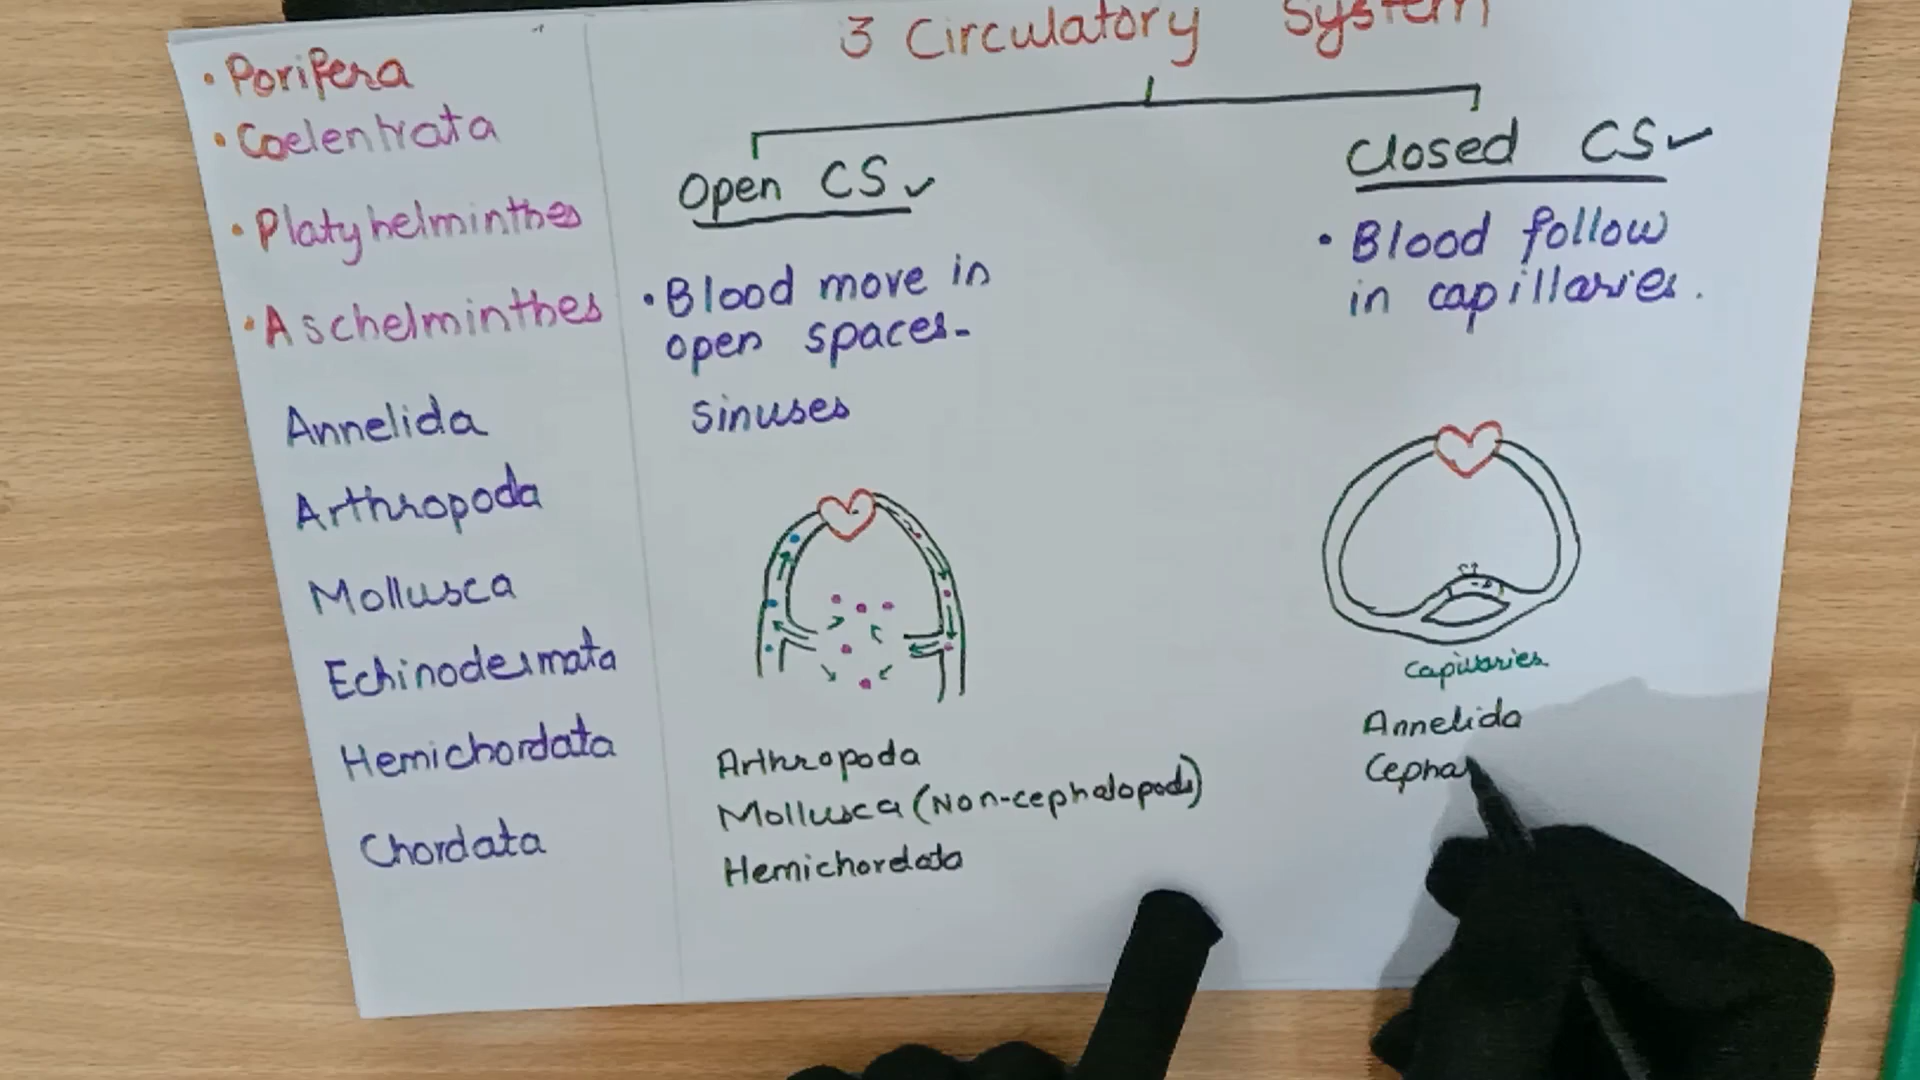 3 Circulatory System
• Porifera
• Coelentrata
• Platyhelminthes
• Aschelminthes
Annelida
Arthropoda
Mollusca
Echinodermata
Hemichordata
Chordata
Open CS ✓
• Blood move in
open spaces-
sinuses
Arthropoda
Mollusca (Non-cephalopods)
Hemichordata
Closed CS ✓
• Blood follow
in capillaries.
Capillaries
Annelida
Cepha